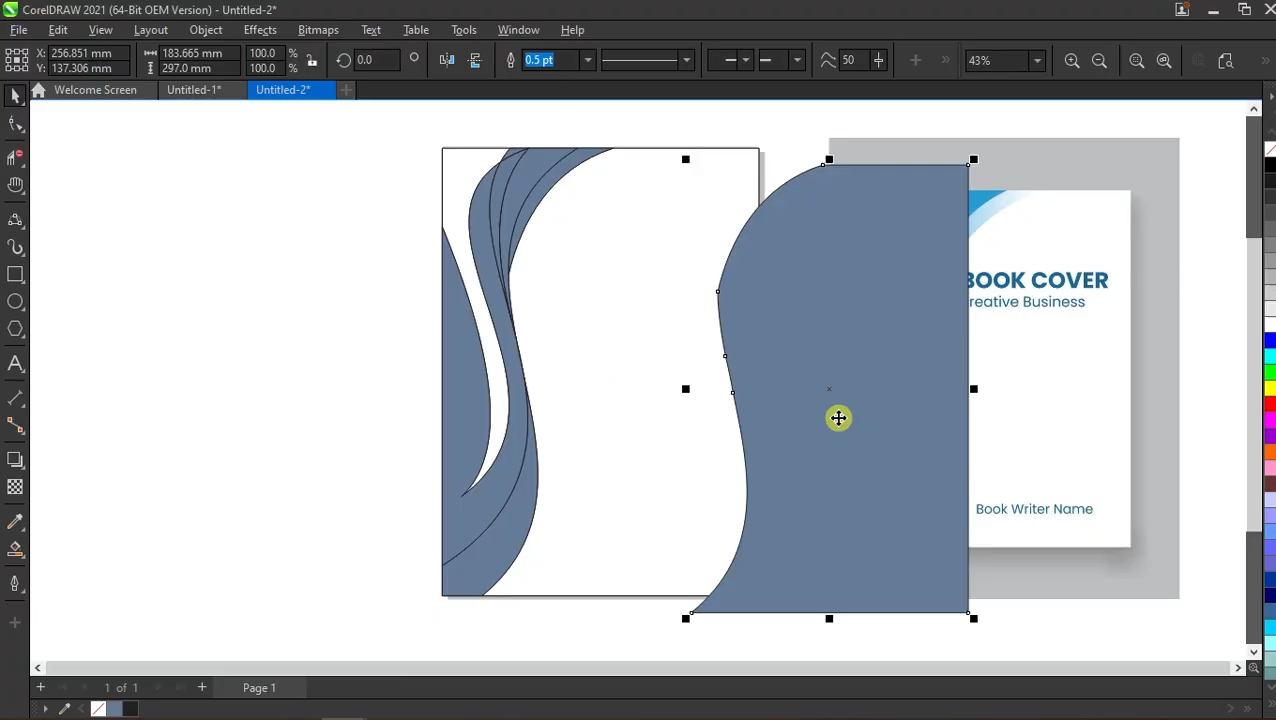 CorelDRAW 2021 (64-Bit OEM Version) - Untitled-2*
File Edit View Layout Object Effects Bitmaps Text Table Tools Window Help
X: 256.851 mm 183.665 mm 100.0 % 0.0 0.5 pt 50 43%
Y: 137.306 mm 297.0 mm 100.0 %
Welcome Screen Untitled-1* Untitled-2*
BOOK COVER
reative Business
Book Writer Name
1 of 1 Page 1